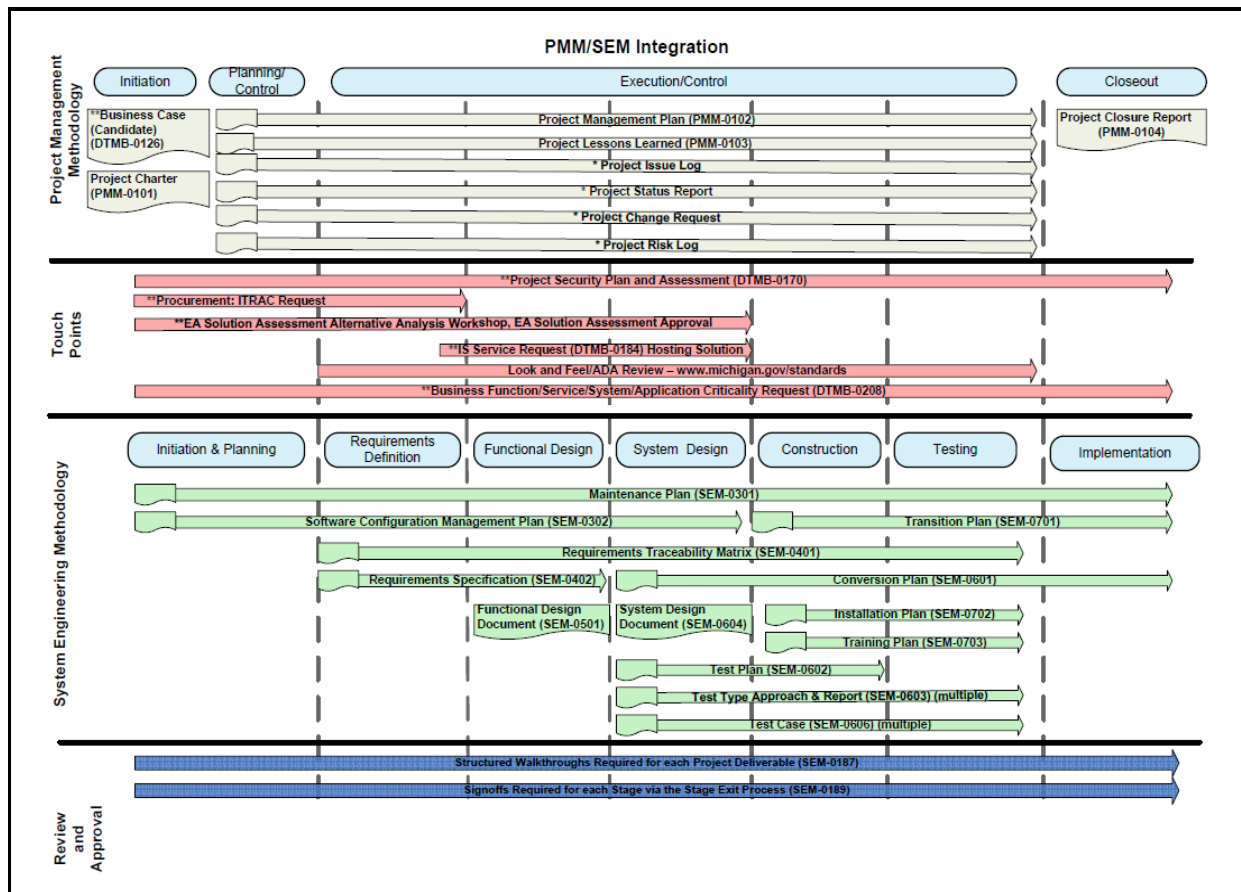 PMM/SEM Integration
Project Management
Methodology
Initiation
Planning/
Control
Execution/Control
Closeout
**Business Case
(Candidate)
(DTMB-0126)
Project Charter
(PMM-0101)
Project Management Plan (PMM-0102)
Project Lessons Learned (PMM-0103)
* Project Issue Log
* Project Status Report
* Project Change Request
* Project Risk Log
Project Closure Report
(PMM-0104)
Touch
Points
**Project Security Plan and Assessment (DTMB-0170)
**Procurement: ITRAC Request
**EA Solution Assessment Alternative Analysis Workshop, EA Solution Assessment Approval
**IS Service Request (DTMB-0184) Hosting Solution
Look and Feel/ADA Review – www.michigan.gov/standards
**Business Function/Service/System/Application Criticality Request (DTMB-0208)
System Engineering Methodology
Initiation & Planning
Requirements
Definition
Functional Design
System Design
Construction
Testing
Implementation
Maintenance Plan (SEM-0301)
Software Configuration Management Plan (SEM-0302)
Transition Plan (SEM-0701)
Requirements Traceability Matrix (SEM-0401)
Requirements Specification (SEM-0402)
Conversion Plan (SEM-0601)
Functional Design
Document (SEM-0501)
System Design
Document (SEM-0604)
Installation Plan (SEM-0702)
Training Plan (SEM-0703)
Test Plan (SEM-0602)
Test Type Approach & Report (SEM-0603) (multiple)
Test Case (SEM-0606) (multiple)
Review
and
Approval
Structured Walkthroughs Required for each Project Deliverable (SEM-0187)
Signoffs Required for each Stage via the Stage Exit Process (SEM-0189)